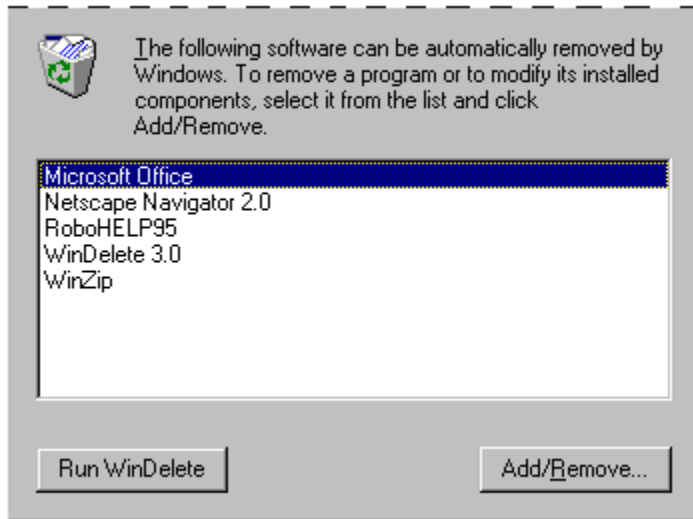 The following software can be automatically removed by
Windows. To remove a program or to modify its installed
components, select it from the list and click
Add/Remove.
Microsoft Office
Netscape Navigator 2.0
RoboHELP95
WinDelete 3.0
WinZip
Run WinDelete
Add/Remove...